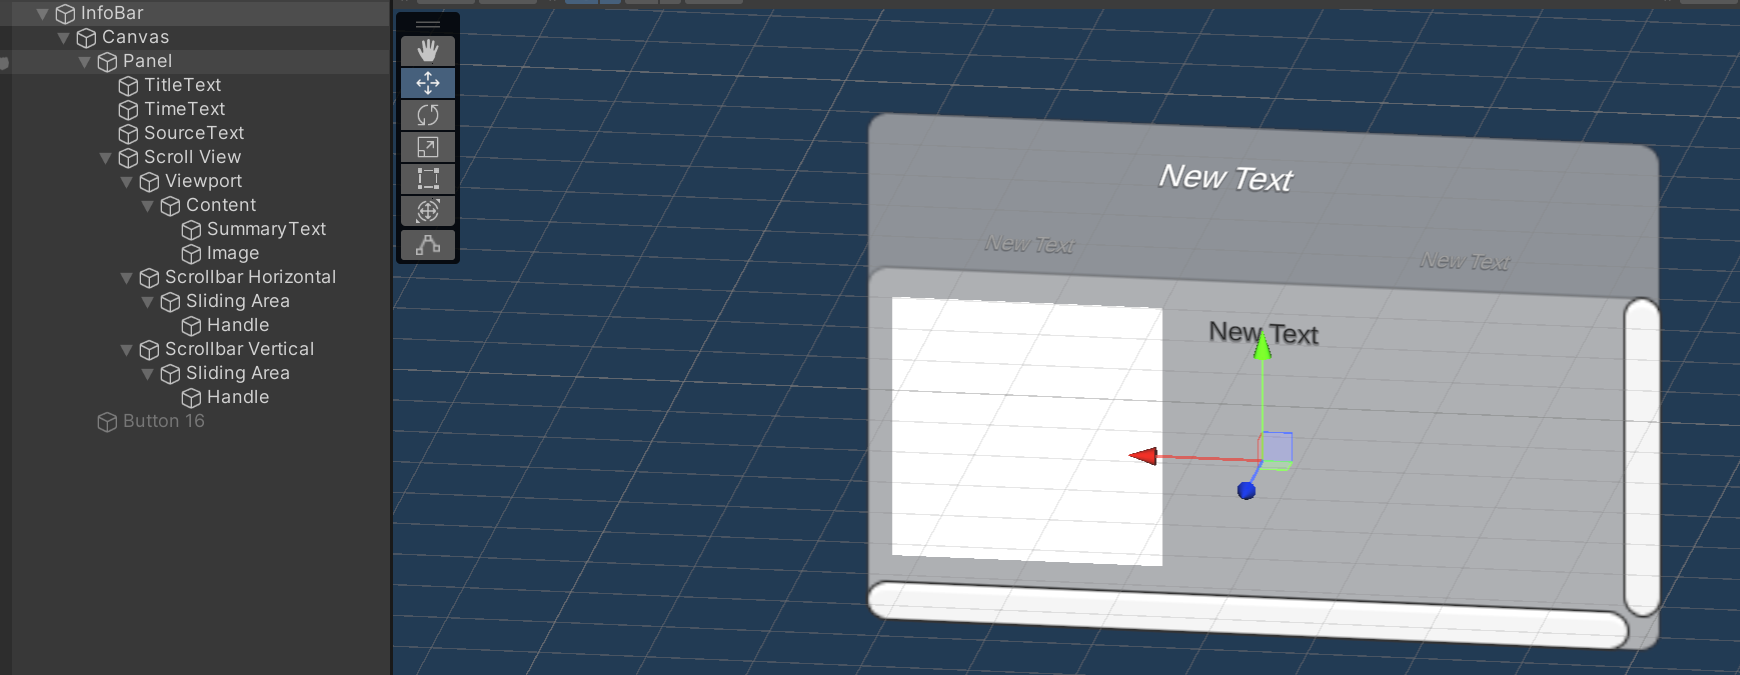 InfoBar
Canvas
Panel
TitleText
TimeText
SourceText
Scroll View
Viewport
Content
SummaryText
Image
Scrollbar Horizontal
Sliding Area
Handle
Scrollbar Vertical
Sliding Area
Handle
Button 16
New Text
New Text
New Text
New Text